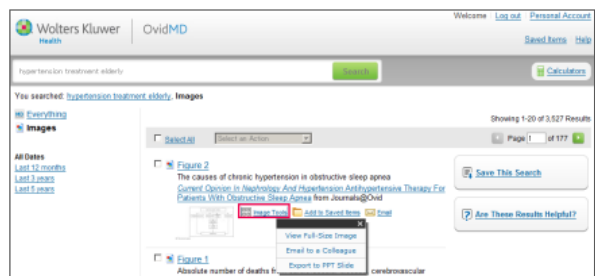 Welcome Log out Personal Account
Wolters Kluwer OvidMD
Health
Saved Items Help
hypertension treatment elderly Search Calculators
You searched: hypertension treatment elderly, Images
Everything
Images
Showing 1-20 of 3,527 Results
Select All Select an Action Page 1 of 177
All Dates
Last 12 months
Last 3 years
Last 5 years
Figure 2
The causes of chronic hypertension in obstructive sleep apnea
Current Opinion In Nephrology And Hypertension Antihypertensive Therapy For
Patients With Obstructive Sleep Apnea from Journals@Ovid
Image Tools Add to Saved Items Email
X
View Full-Size Image
Email to a Colleague
Export to PPT Slide
Figure 1
Absolute number of deaths cerebrovascular
Save This Search
Are These Results Helpful?